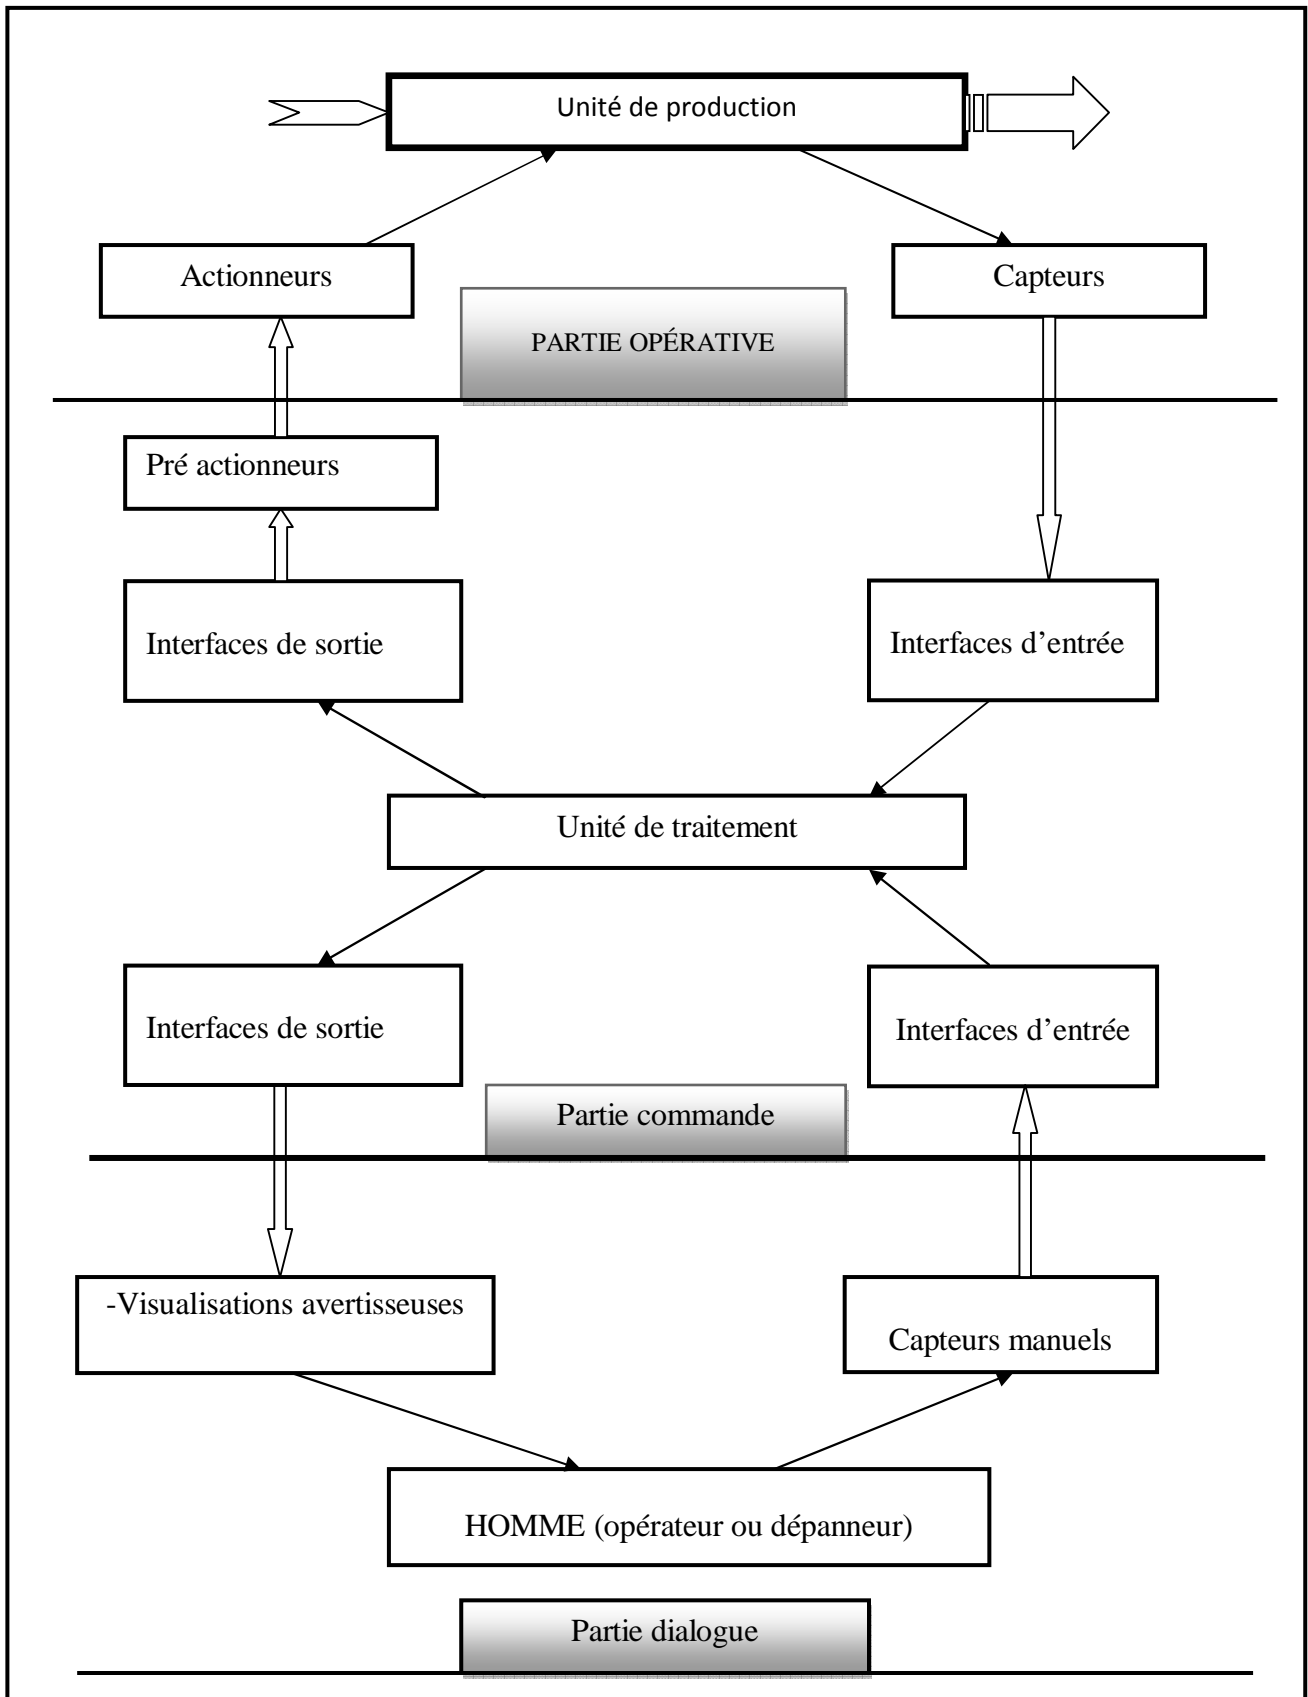 Unité de production
Actionneurs
Capteurs
PARTIE OPÉRATIVE
Pré actionneurs
Interfaces de sortie
Interfaces d’entrée
Unité de traitement
Interfaces de sortie
Interfaces d’entrée
Partie commande
-Visualisations avertisseuses
Capteurs manuels
HOMME (opérateur ou dépanneur)
Partie dialogue